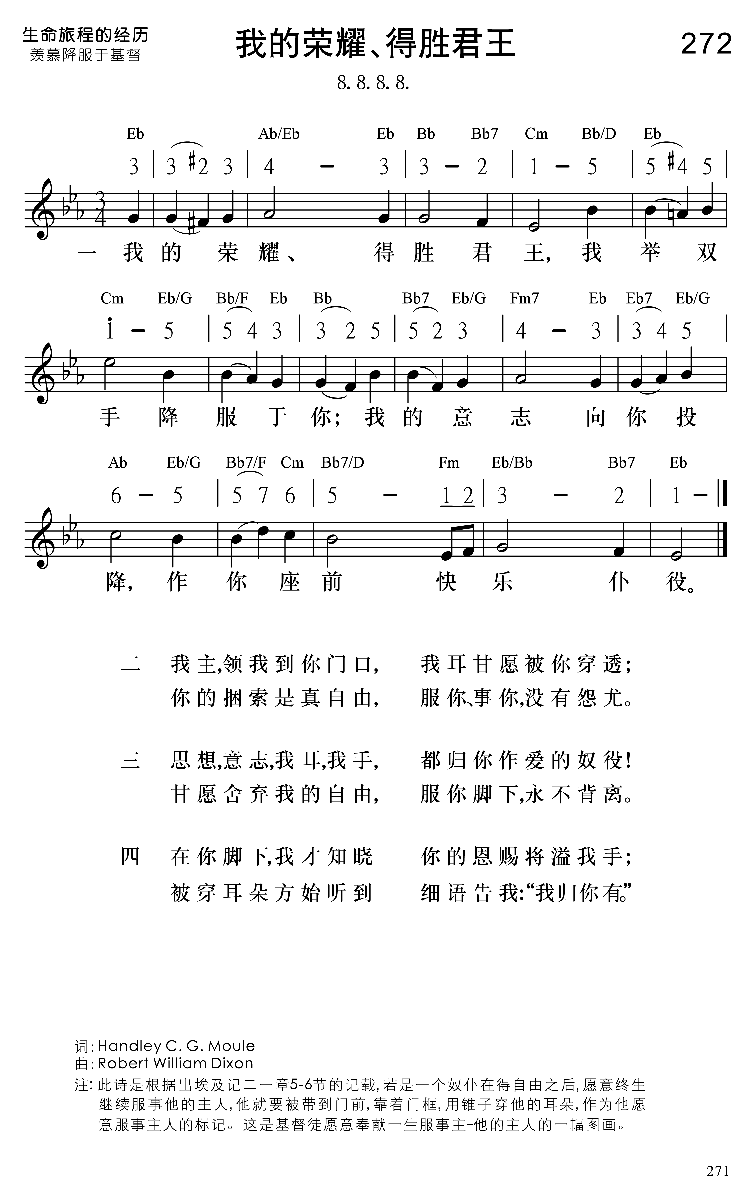 生命旅程的经历
羡慕降服于基督
我的荣耀、得胜君王
272
8. 8. 8. 8.
Eb Ab/Eb Eb Bb Bb7 Cm Bb/D Eb
3 | 3 #2 3 | 4 － 3 | 3 － 2 | 1 － 5 | 5 #4 5 |
3/4
一 我 的 荣 耀、 得 胜 君 王, 我 举 双
Cm Eb/G Bb/F Eb Bb Bb7 Eb/G Fm7 Eb Eb7 Eb/G
1 － 5 | 5 4 3 | 3 2 5 | 5 2 3 | 4 － 3 | 3 4 5 |
手 降 服 于 你; 我 的 意 志 向 你 投
Ab Eb/G Bb7/F Cm Bb7/D Fm Eb/Bb Bb7 Eb
6 － 5 | 5 7 6 | 5 － 1 2 | 3 － 2 | 1 － ‖
降, 作 你 座 前 快 乐 仆 役。
二 我主,领我到你门口, 我耳甘愿被你穿透;
你的捆索是真自由, 服你、事你,没有怨尤。
三 思想,意志,我耳,我手, 都归你作爱的奴役!
甘愿舍弃我的自由, 服你脚下,永不背离。
四 在你脚下,我才知晓 你的恩赐将溢我手;
被穿耳朵方始听到 细语告我:“我归你有。”
词: Handley C. G. Moule
曲: Robert William Dixon
注: 此诗是根据出埃及记二一章5-6节的记载, 若是一个奴仆在得自由之后, 愿意终生
继续服事他的主人, 他就要被带到门前, 靠着门框, 用锥子穿他的耳朵, 作为他愿
意服事主人的标记。这是基督徒愿意奉献一生服事主-他的主人的一幅图画。
271